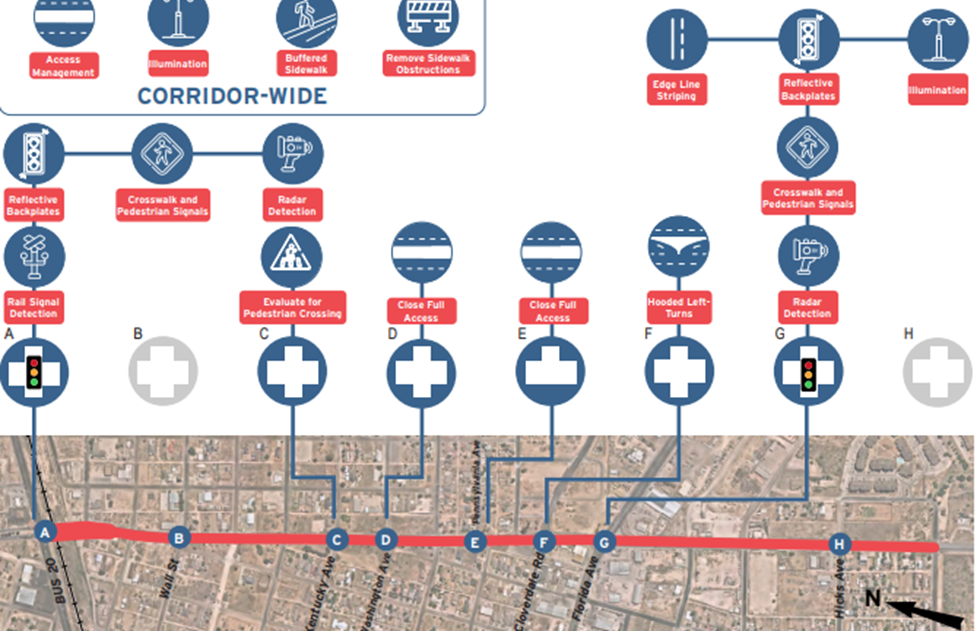 Access
Management
Illumination
Buffered
Sidewalk
Remove Sidewalk
Obstructions
CORRIDOR-WIDE
Edge Line
Striping
Reflective
Backplates
Illumination
Reflective
Backplates
Crosswalk and
Pedestrian Signals
Radar
Detection
Crosswalk and
Pedestrian Signals
Rail Signal
Detection
Evaluate for
Pedestrian Crossing
Close Full
Access
Close Full
Access
Hooded Left-
Turns
Radar
Detection
A
B
C
D
E
F
G
H
Pennsylvania Ave
A
B
C
D
E
F
G
H
BUS 20
Wall St
Kentucky Ave
Washington Ave
Cloverdale Rd
Florida Ave
Hicks Ave
N